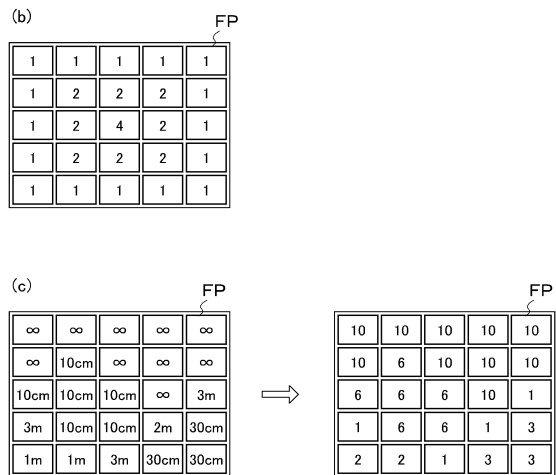 (b)
FP
1 1 1 1 1
1 2 2 2 1
1 2 4 2 1
1 2 2 2 1
1 1 1 1 1
(c)
FP
∞ ∞ ∞ ∞ ∞
∞ 10cm ∞ ∞ ∞
10cm 10cm 10cm ∞ 3m
3m 10cm 10cm 2m 30cm
1m 1m 3m 30cm 30cm
FP
10 10 10 10 10
10 6 10 10 10
6 6 6 10 1
1 6 6 1 3
2 2 1 3 3